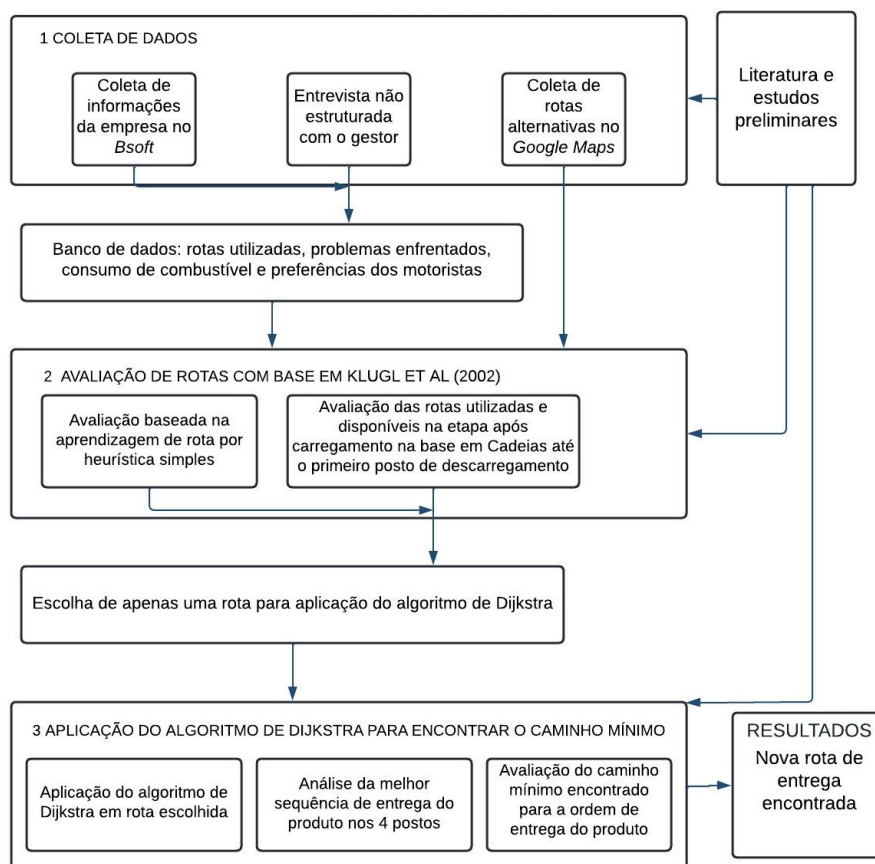 1 COLETA DE DADOS
Coleta de
informações
da empresa no
Bsoft
Entrevista não
estruturada
com o gestor
Coleta de
rotas
alternativas no
Google Maps
Literatura e
estudos
preliminares
Banco de dados: rotas utilizadas, problemas enfrentados,
consumo de combustível e preferências dos motoristas
2 AVALIAÇÃO DE ROTAS COM BASE EM KLUGL ET AL (2002)
Avaliação baseada na
aprendizagem de rota por
heurística simples
Avaliação das rotas utilizadas e
disponíveis na etapa após
carregamento na base em Cadeias até
o primeiro posto de descarregamento
Escolha de apenas uma rota para aplicação do algoritmo de Dijkstra
3 APLICAÇÃO DO ALGORITMO DE DIJKSTRA PARA ENCONTRAR O CAMINHO MÍNIMO
Aplicação do algoritmo de
Dijkstra em rota escolhida
Análise da melhor
sequência de entrega do
produto nos 4 postos
Avaliação do caminho
mínimo encontrado
para a ordem de
entrega do produto
RESULTADOS
Nova rota de
entrega
encontrada